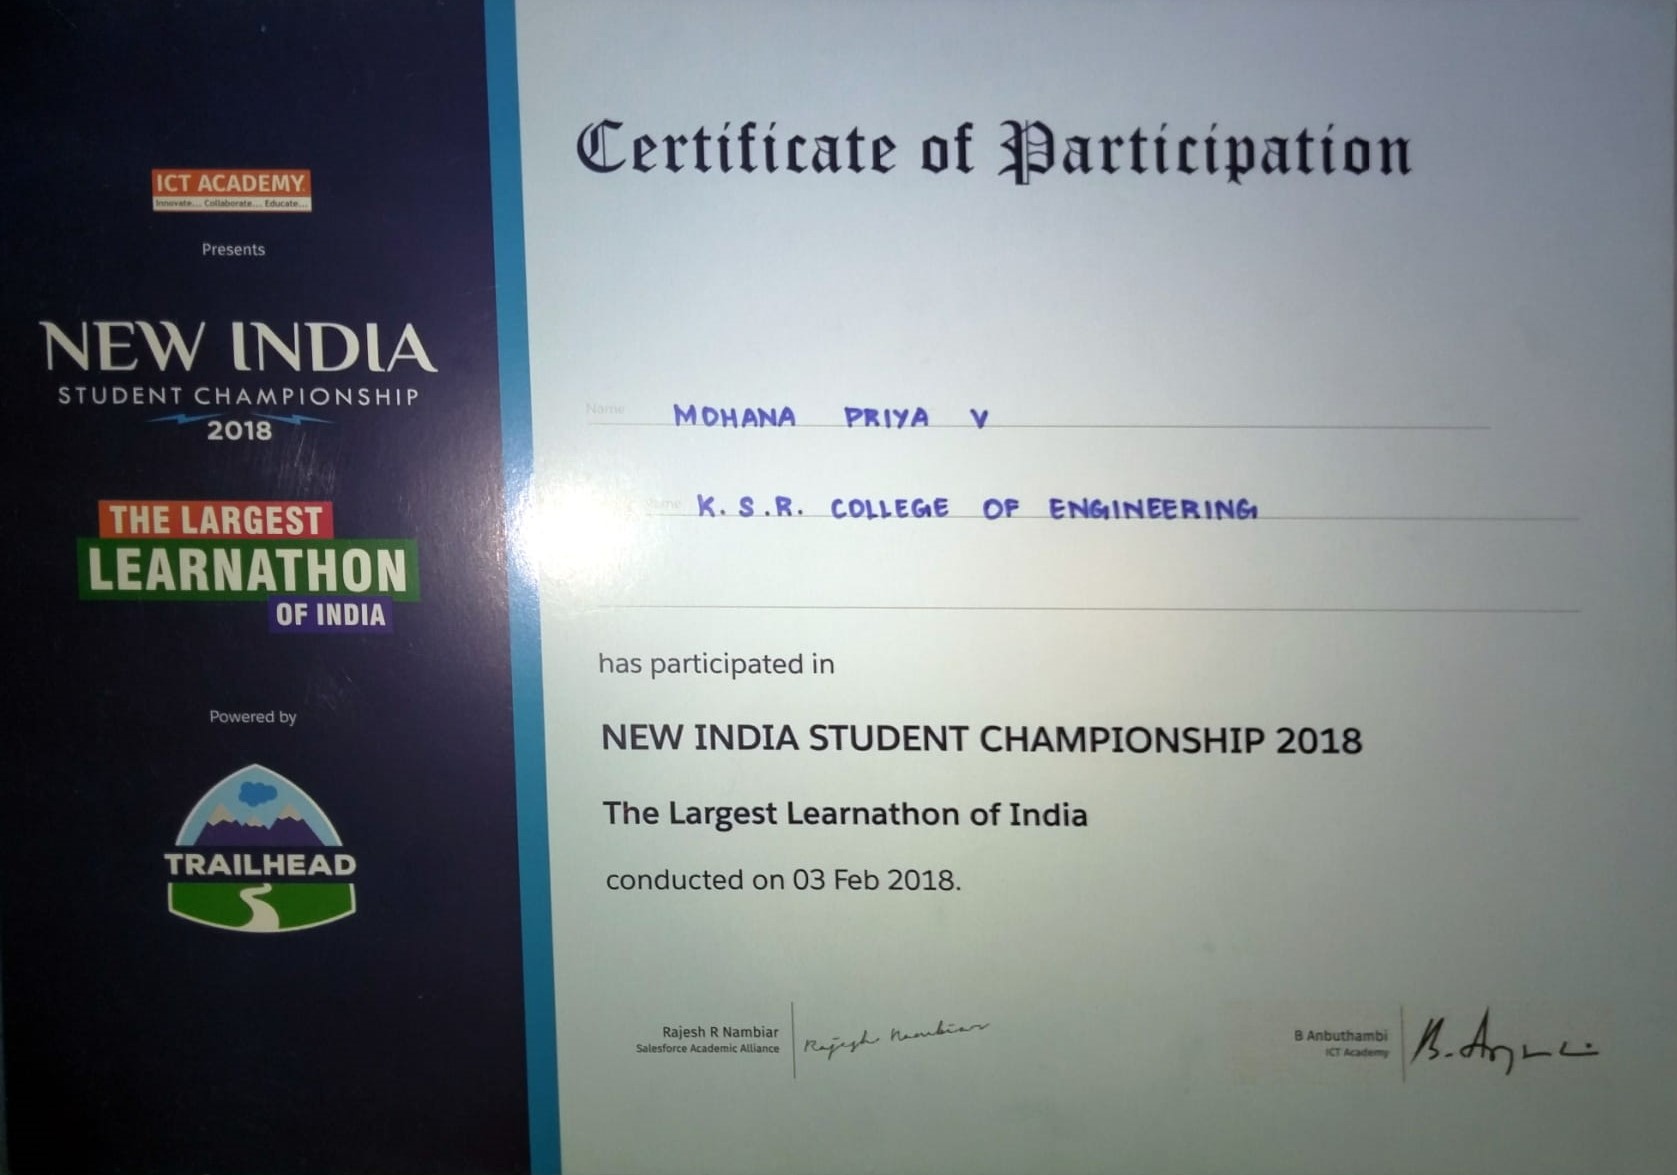 ICT ACADEMY
Innovate... Collaborate... Educate...
Presents
NEW INDIA
STUDENT CHAMPIONSHIP
2018
THE LARGEST
LEARNATHON
OF INDIA
Powered by
TRAILHEAD
Certificate of Participation
Name MOHANA PRIYA V
K.S.R. COLLEGE OF ENGINEERING
has participated in
NEW INDIA STUDENT CHAMPIONSHIP 2018
The Largest Learnathon of India
conducted on 03 Feb 2018.
Rajesh R Nambiar
Salesforce Academic Alliance
Rajesh Nambiar
B Anbuthambi
ICT Academy